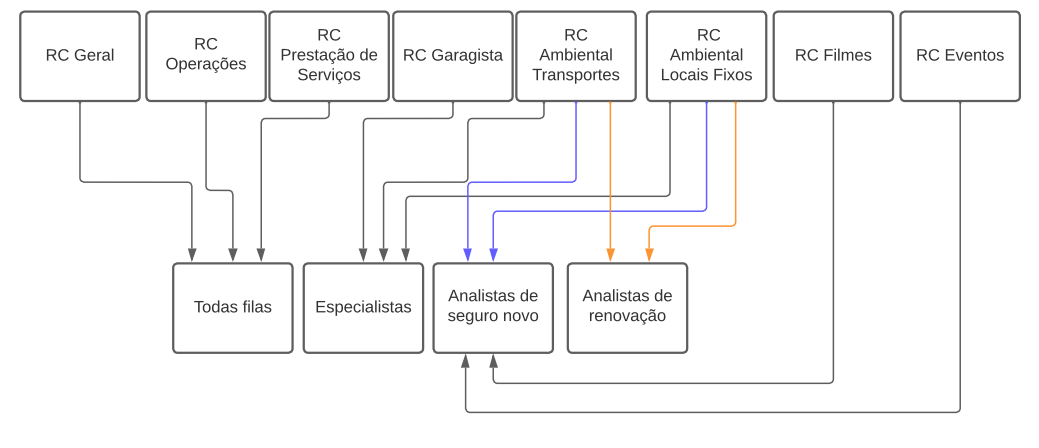 RC Geral
RC
Operações
RC
Prestação de
Serviços
RC Garagista
RC
Ambiental
Transportes
RC
Ambiental
Locais Fixos
RC Filmes
RC Eventos
Todas filas
Especialistas
Analistas de
seguro novo
Analistas de
renovação